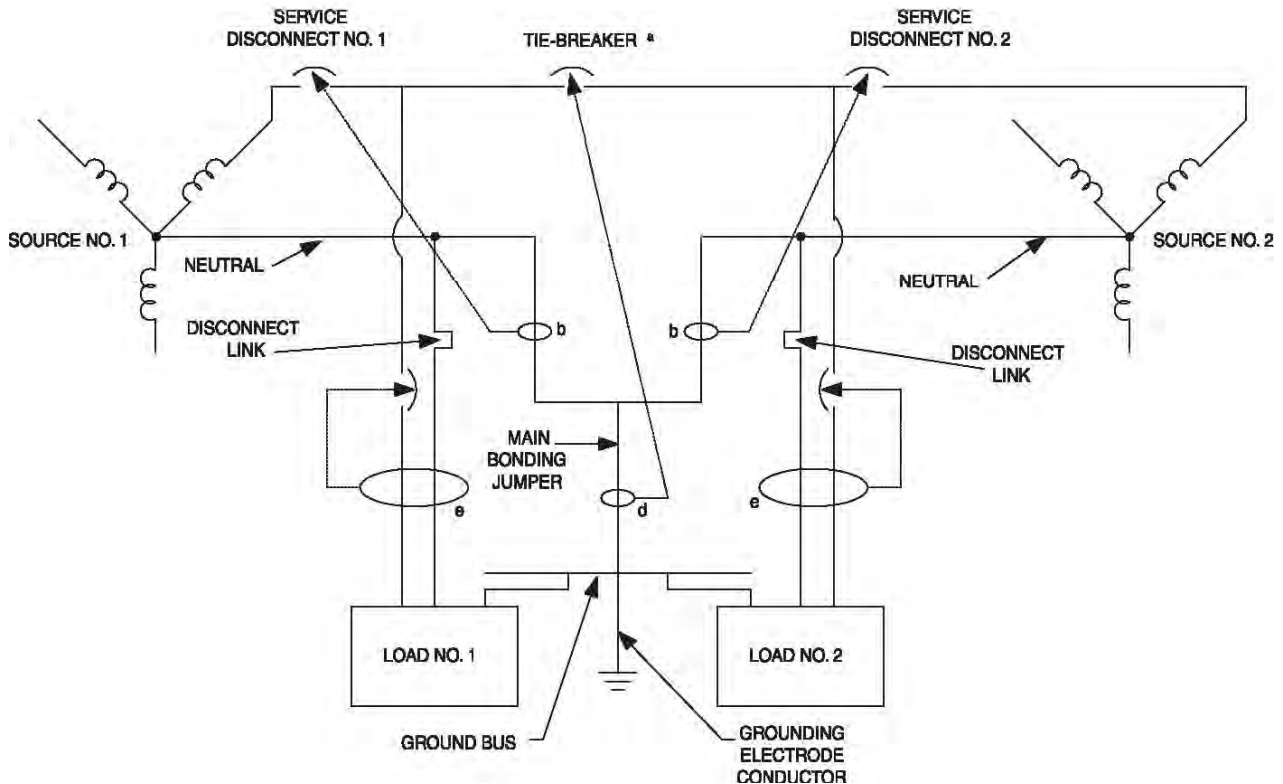 SERVICE
DISCONNECT NO. 1
TIE-BREAKER a
SERVICE
DISCONNECT NO. 2
SOURCE NO. 1
NEUTRAL
SOURCE NO. 2
NEUTRAL
DISCONNECT
LINK
b
b
DISCONNECT
LINK
MAIN
BONDING
JUMPER
e
d
e
LOAD NO. 1
LOAD NO. 2
GROUND BUS
GROUNDING
ELECTRODE
CONDUCTOR